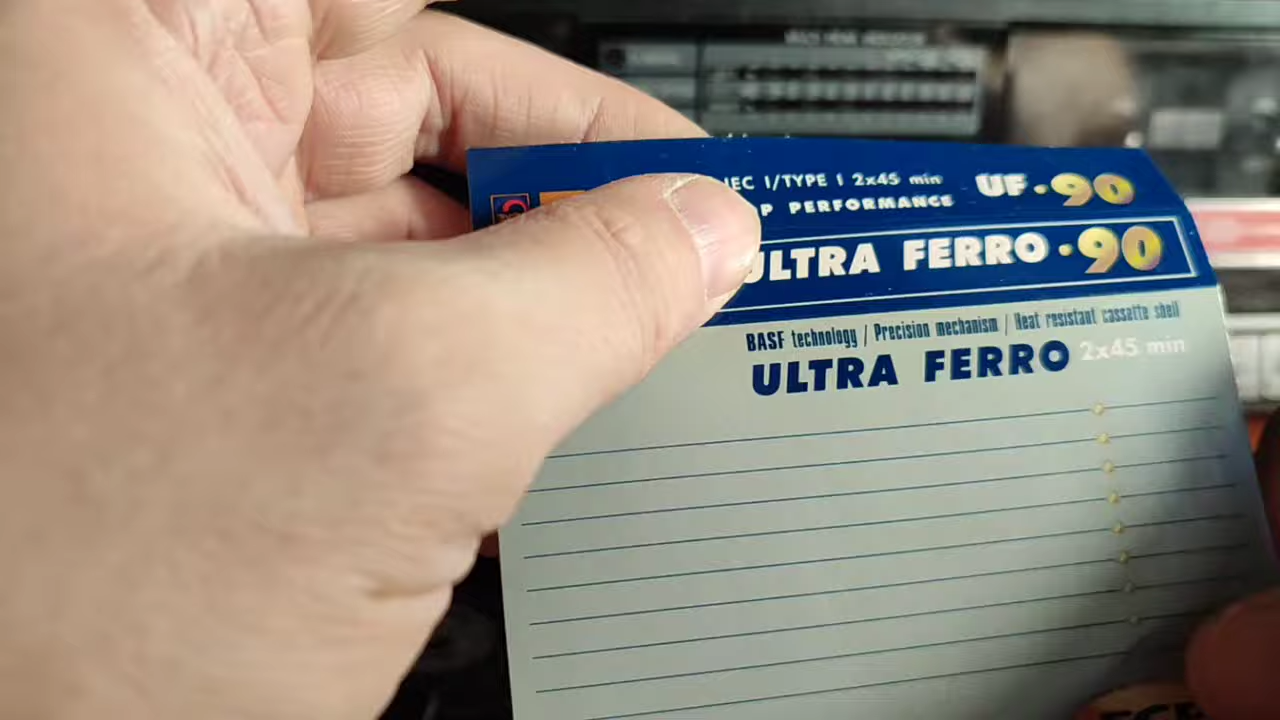 IEC I/TYPE I 2x45 min
UF·90
P PERFORMANCE
ULTRA FERRO·90
BASF technology / Precision mechanism / Heat resistant cassette shell
ULTRA FERRO 2x45 min